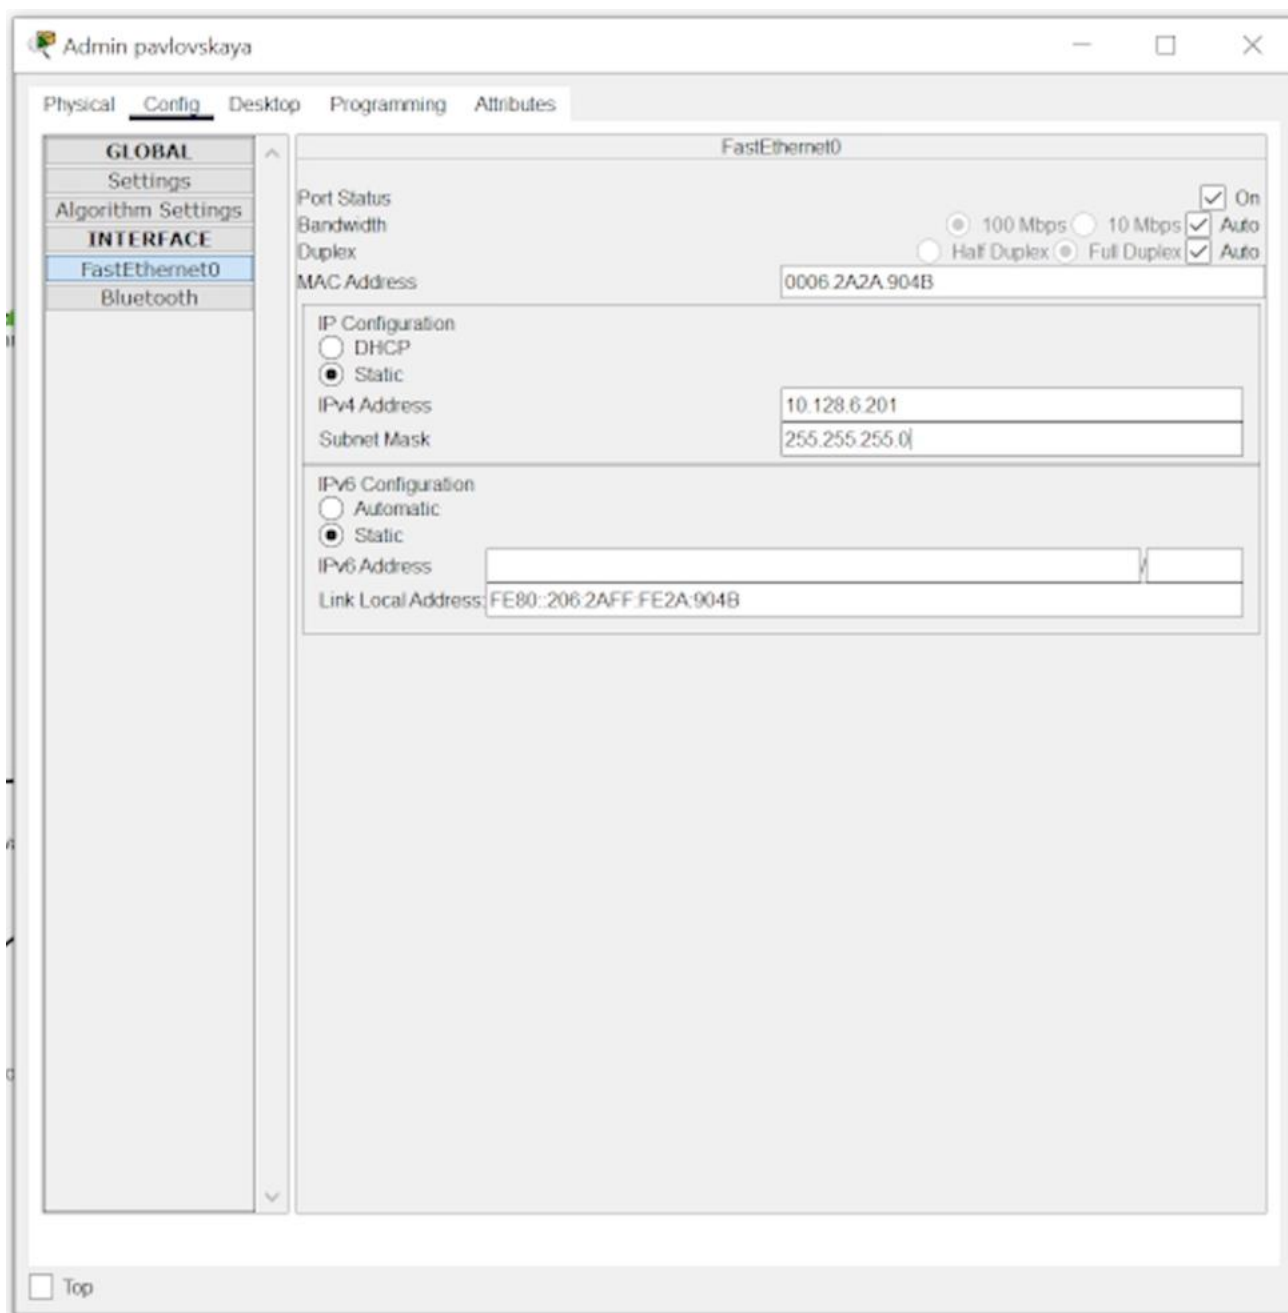 Admin pavlovskaya
Physical Config Desktop Programming Attributes
GLOBAL
Settings
Algorithm Settings
INTERFACE
FastEthernet0
Bluetooth
FastEthernet0
Port Status On
Bandwidth 100 Mbps 10 Mbps Auto
Duplex Half Duplex Full Duplex Auto
MAC Address 0006.2A2A.904B
IP Configuration
DHCP
Static
IPv4 Address 10.128.6.201
Subnet Mask 255.255.255.0
IPv6 Configuration
Automatic
Static
IPv6 Address /
Link Local Address: FE80::206:2AFF:FE2A:904B
Top